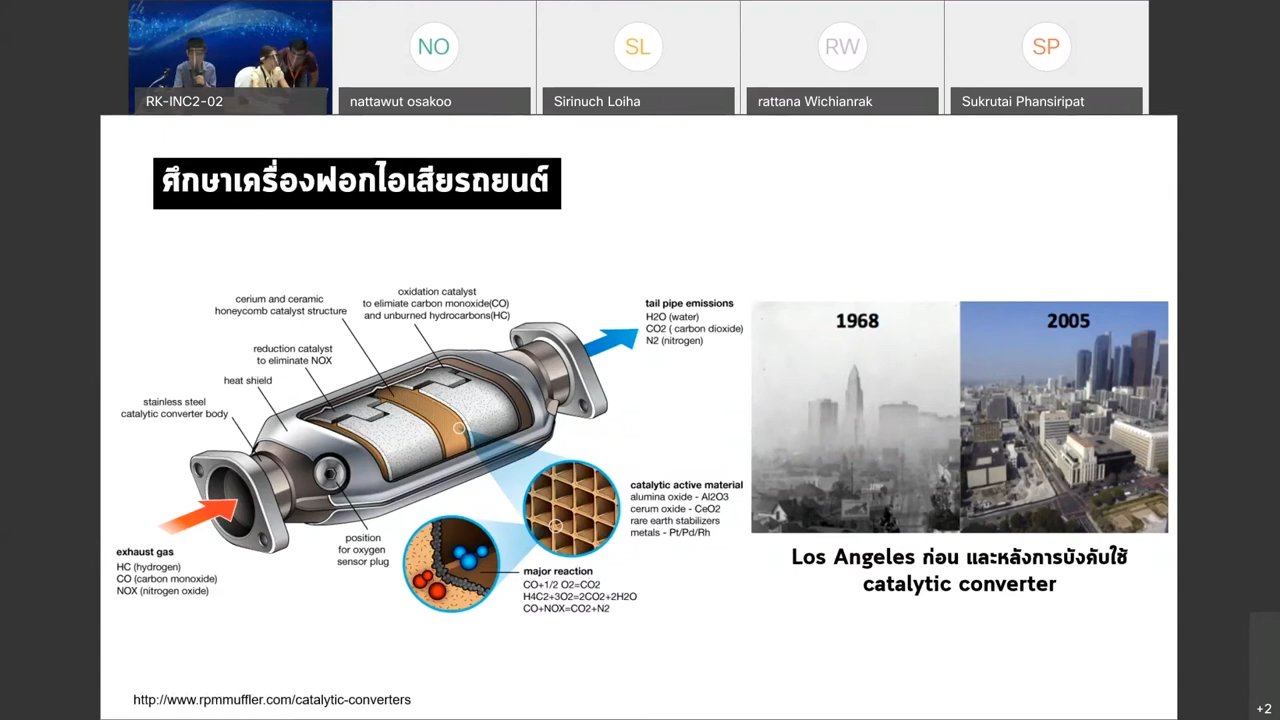 NO
SL
RW
SP
RK-INC2-02
nattawut osakoo
Sirinuch Loiha
rattana Wichianrak
Sukrutai Phansiripat
ศึกษาเครื่องฟอกไอเสียรถยนต์
cerium and ceramic
honeycomb catalyst structure
oxidation catalyst
to elimiate carbon monoxide(CO)
and unburned hydrocarbons(HC)
reduction catalyst
to eliminate NOX
heat shield
stainless steel
catalytic converter body
tail pipe emissions
H2O (water)
CO2 ( carbon dioxide)
N2 (nitrogen)
1968
2005
catalytic active material
alumina oxide - Al2O3
cerum oxide - CeO2
rare earth stabilizers
metals - Pt/Pd/Rh
position
for oxygen
sensor plug
exhaust gas
HC (hydrogen)
CO (carbon monoxide)
NOX (nitrogen oxide)
major reaction
CO+1/2 O2=CO2
H4C2+3O2=2CO2+2H2O
CO+NOX=CO2+N2
Los Angeles ก่อน และหลังการบังคับใช้
catalytic converter
http://www.rpmmuffler.com/catalytic-converters
+2